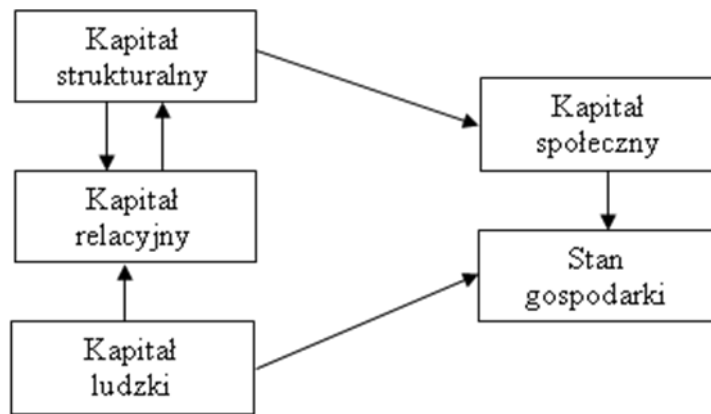 Kapitał
strukturalny
Kapitał
społeczny
Kapitał
relacyjny
Stan
gospodarki
Kapitał
ludzki